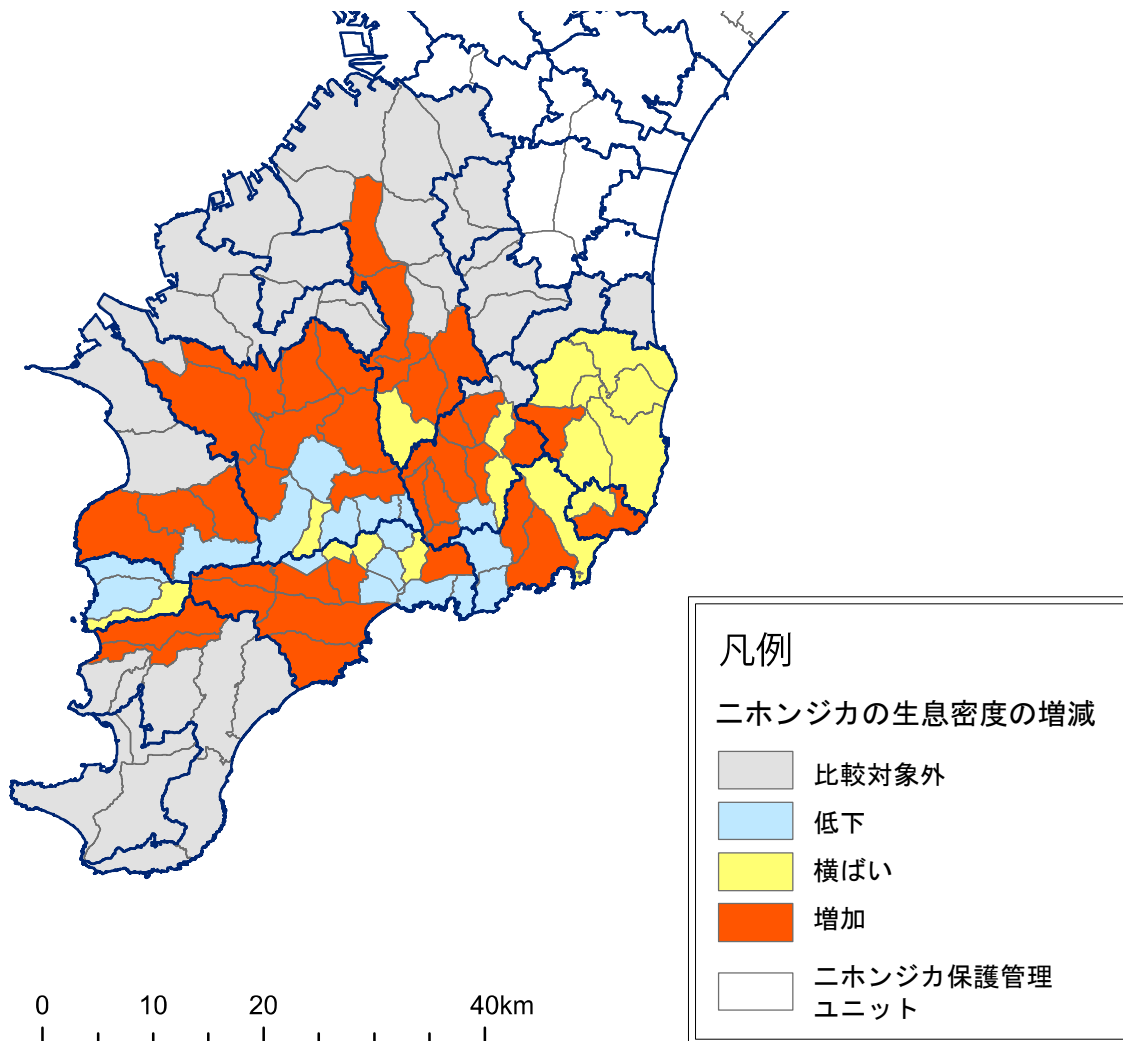 凡例
ニホンジカの生息密度の増減
比較対象外
低下
横ばい
増加
ニホンジカ保護管理
ユニット
0 10 20 40km